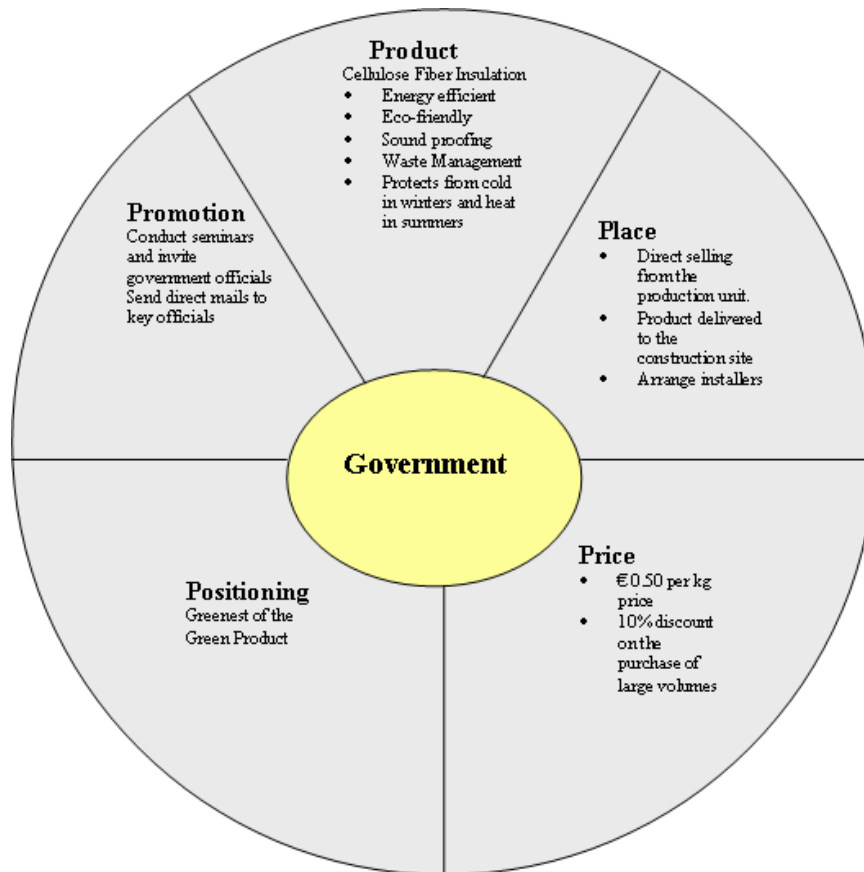 Product
Cellulose Fiber Insulation
• Energy efficient
• Eco-friendly
• Sound proofing
• Waste Management
• Protects from cold
in winters and heat
in summers
Promotion
Conduct seminars
and invite
government officials
Send direct mails to
key officials
Place
• Direct selling
from the
production unit.
• Product delivered
to the
construction site
• Arrange installers
Government
Positioning
Greenest of the
Green Product
Price
• €0.50 per kg
price
• 10% discount
on the
purchase of
large volumes